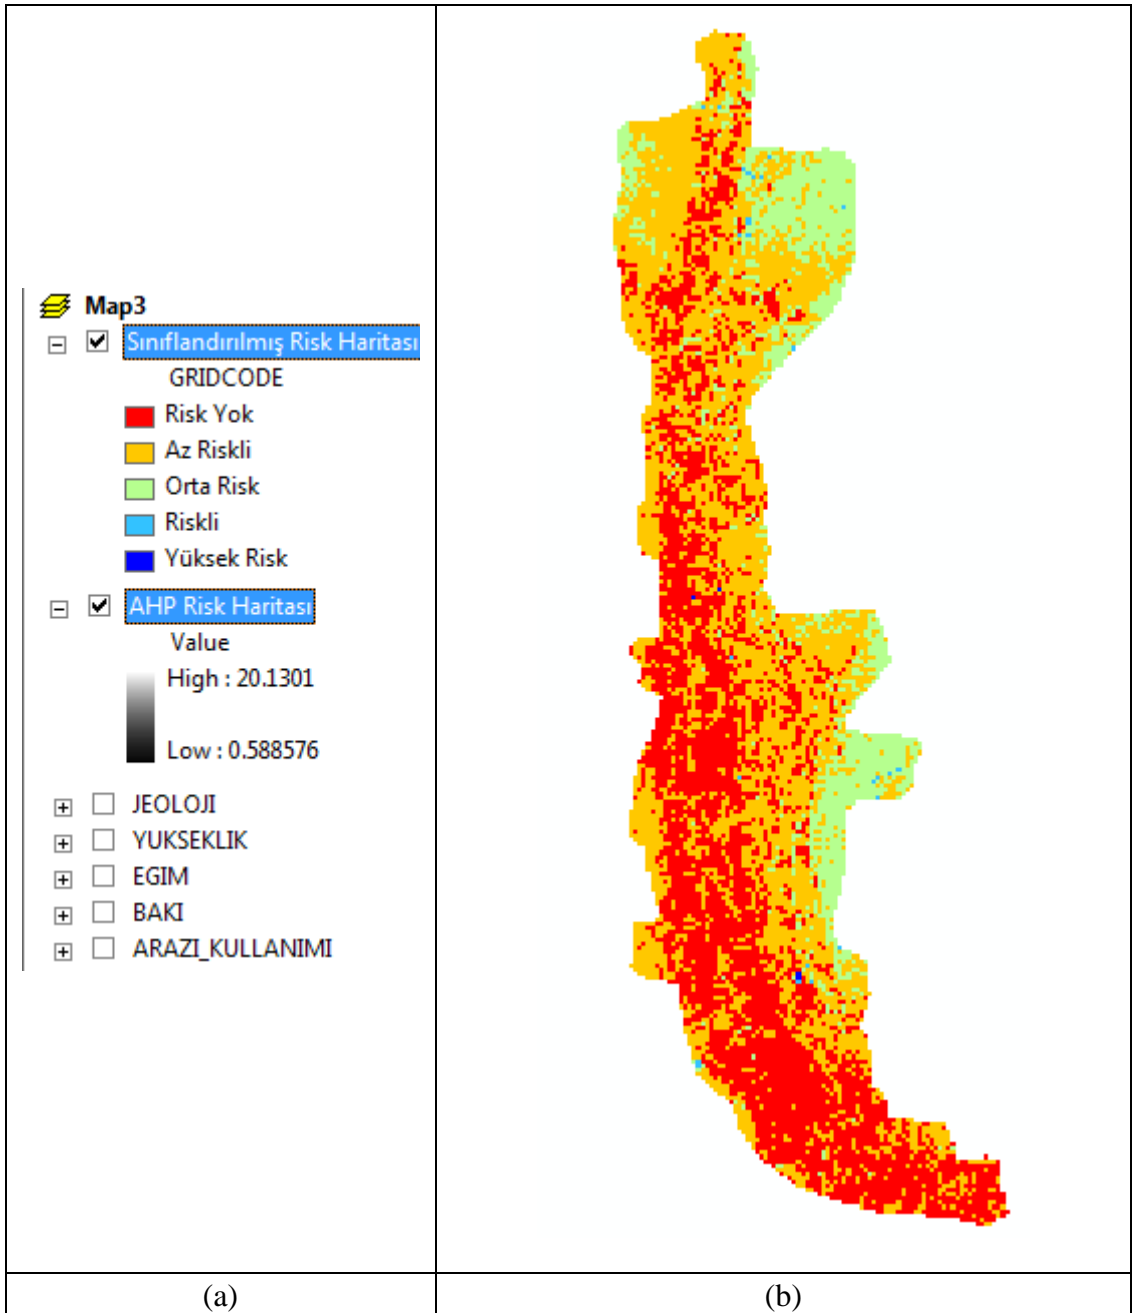 Map3
Sınıflandırılmış Risk Haritası
GRIDCODE
Risk Yok
Az Riskli
Orta Risk
Riskli
Yüksek Risk
AHP Risk Haritası
Value
High : 20.1301
Low : 0.588576
JEOLOJI
YUKSEKLIK
EGIM
BAKI
ARAZI_KULLANIMI
(a)
(b)